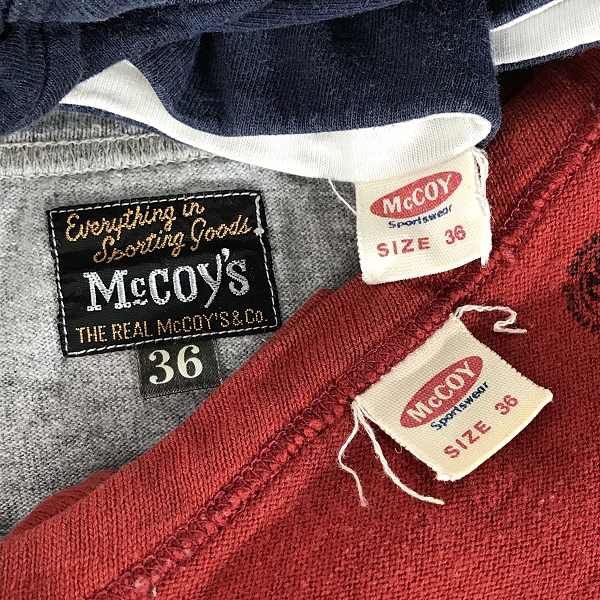 Everything in
Sporting Goods
McCOY'S
THE REAL McCOY'S & Co.
36
McCOY
Sportswear
SIZE 36
McCOY
Sportswear
SIZE 36